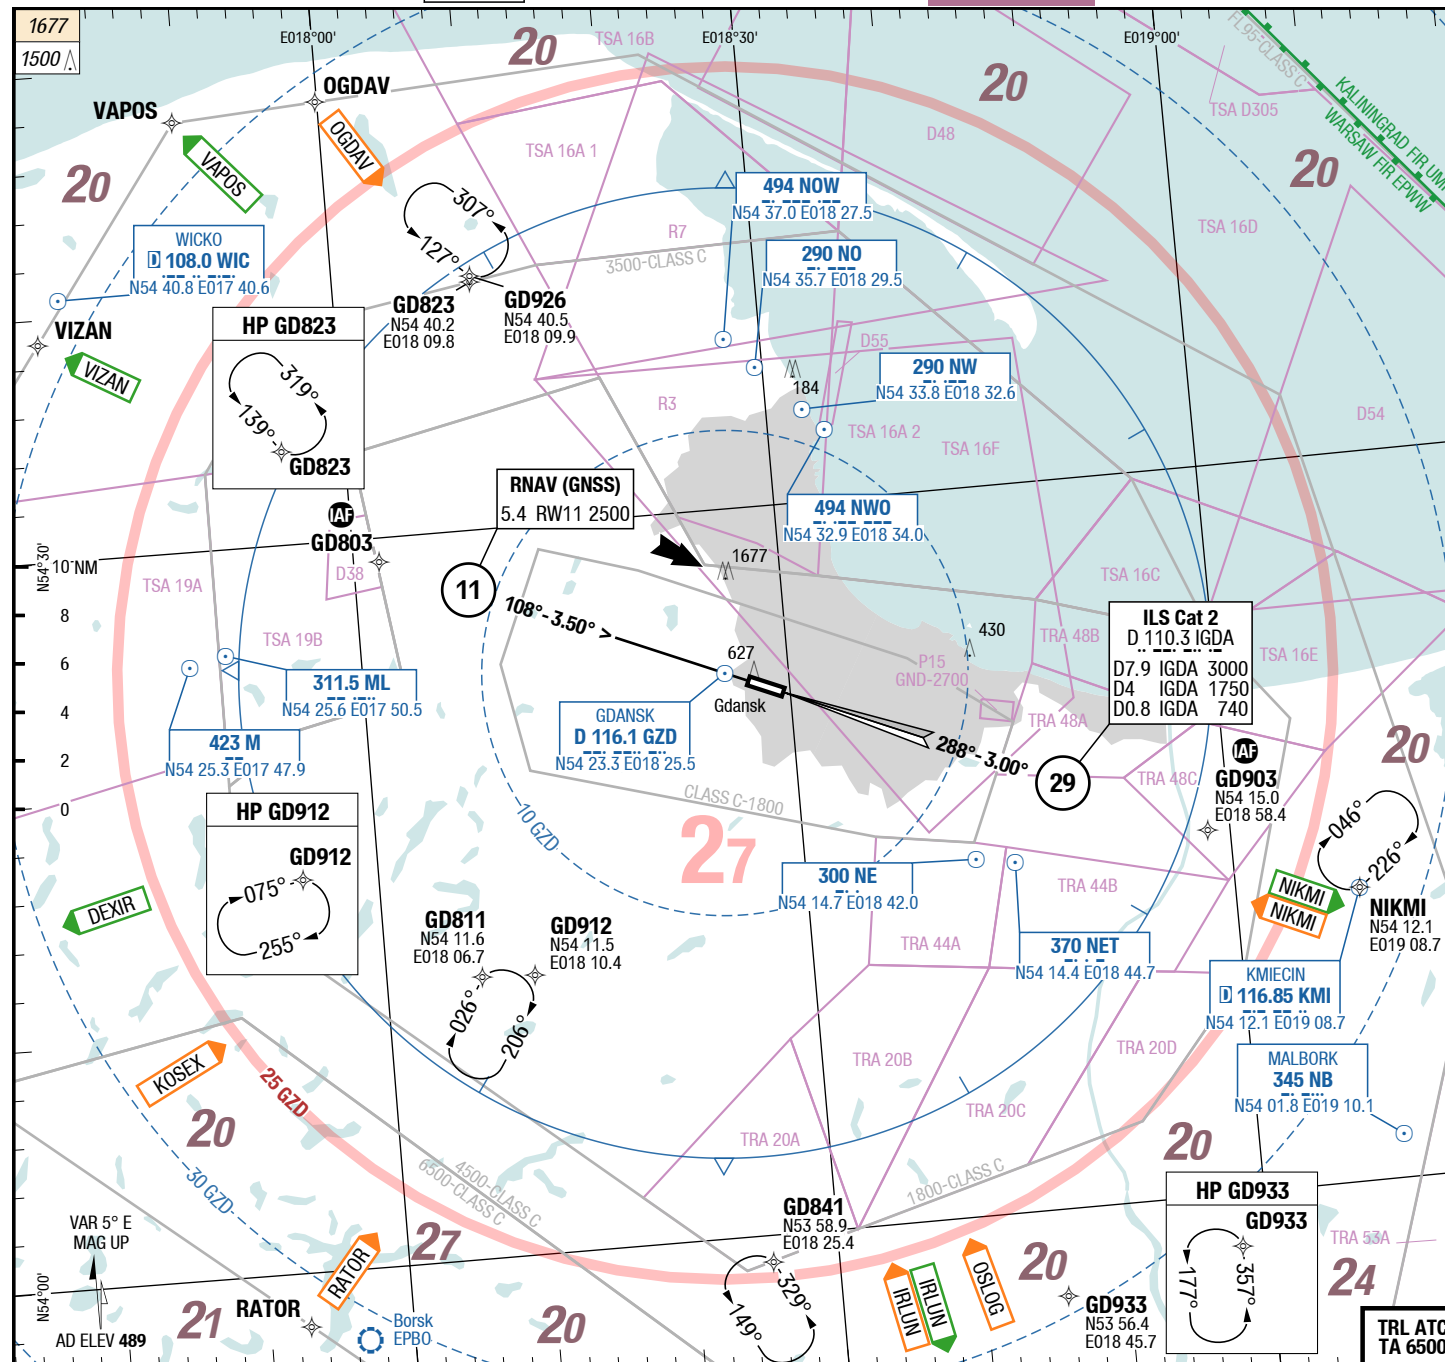 1677
1500
E018°00'
E018°30'
E019°00'
20
TSA 16B
20
FL95-CLASS C
KALININGRAD FIR UM
WARSAW FIR EPWW
TSA D305
VAPOS
OGDAV
OGDAV
VAPOS
20
TSA 16A 1
D48
20
TSA 16D
307°
127°
R7
3500-CLASS C
494 NOW
N54 37.0 E018 27.5
290 NO
N54 35.7 E018 29.5
WICKO
D 108.0 WIC
N54 40.8 E017 40.6
GD823
N54 40.2
E018 09.8
GD926
N54 40.5
E018 09.9
VIZAN
VIZAN
HP GD823
319°
139°
GD823
D55
184
290 NW
N54 33.8 E018 32.6
R3
TSA 16A 2
TSA 16F
D54
RNAV (GNSS)
5.4 RW11 2500
494 NWO
N54 32.9 E018 34.0
IAF
GD803
D38
N54°30'
10 NM
8
6
4
2
0
TSA 19A
TSA 19B
11
108° - 3.50° >
1677
TSA 16C
TRA 48B
430
ILS Cat 2
D 110.3 IGDA
D7.9 IGDA 3000
D4 IGDA 1750
D0.8 IGDA 740
TSA 16E
627
Gdansk
P15
GND-2700
TRA 48A
311.5 ML
N54 25.6 E017 50.5
423 M
N54 25.3 E017 47.9
GDANSK
D 116.1 GZD
N54 23.3 E018 25.5
288° - 3.00°
29
TRA 48C
IAF
GD903
N54 15.0
E018 58.4
20
CLASS C-1800
10 GZD
27
HP GD912
GD912
075°
255°
046°
226°
300 NE
N54 14.7 E018 42.0
TRA 44B
NIKMI
NIKMI
NIKMI
N54 12.1
E019 08.7
DEXIR
GD811
N54 11.6
E018 06.7
GD912
N54 11.5
E018 10.4
TRA 44A
370 NET
N54 14.4 E018 44.7
KMIECIN
D 116.85 KMI
N54 12.1 E019 08.7
026°
206°
TRA 20B
TRA 20D
MALBORK
345 NB
N54 01.8 E019 10.1
KOSEX
25 GZD
20
TRA 20C
TRA 20A
20
4500-CLASS C
6500-CLASS C
1800-CLASS C
30 GZD
HP GD933
GD933
177°
357°
GD841
N53 58.9
E018 25.4
VAR 5° E
MAG UP
27
TRA 53A
RATOR
329°
149°
IRLUN
IRLUN
OSLOG
20
24
N54°00'
AD ELEV 489
21
RATOR
Borsk
EPBO
20
GD933
N53 56.4
E018 45.7
TRL ATC
TA 6500